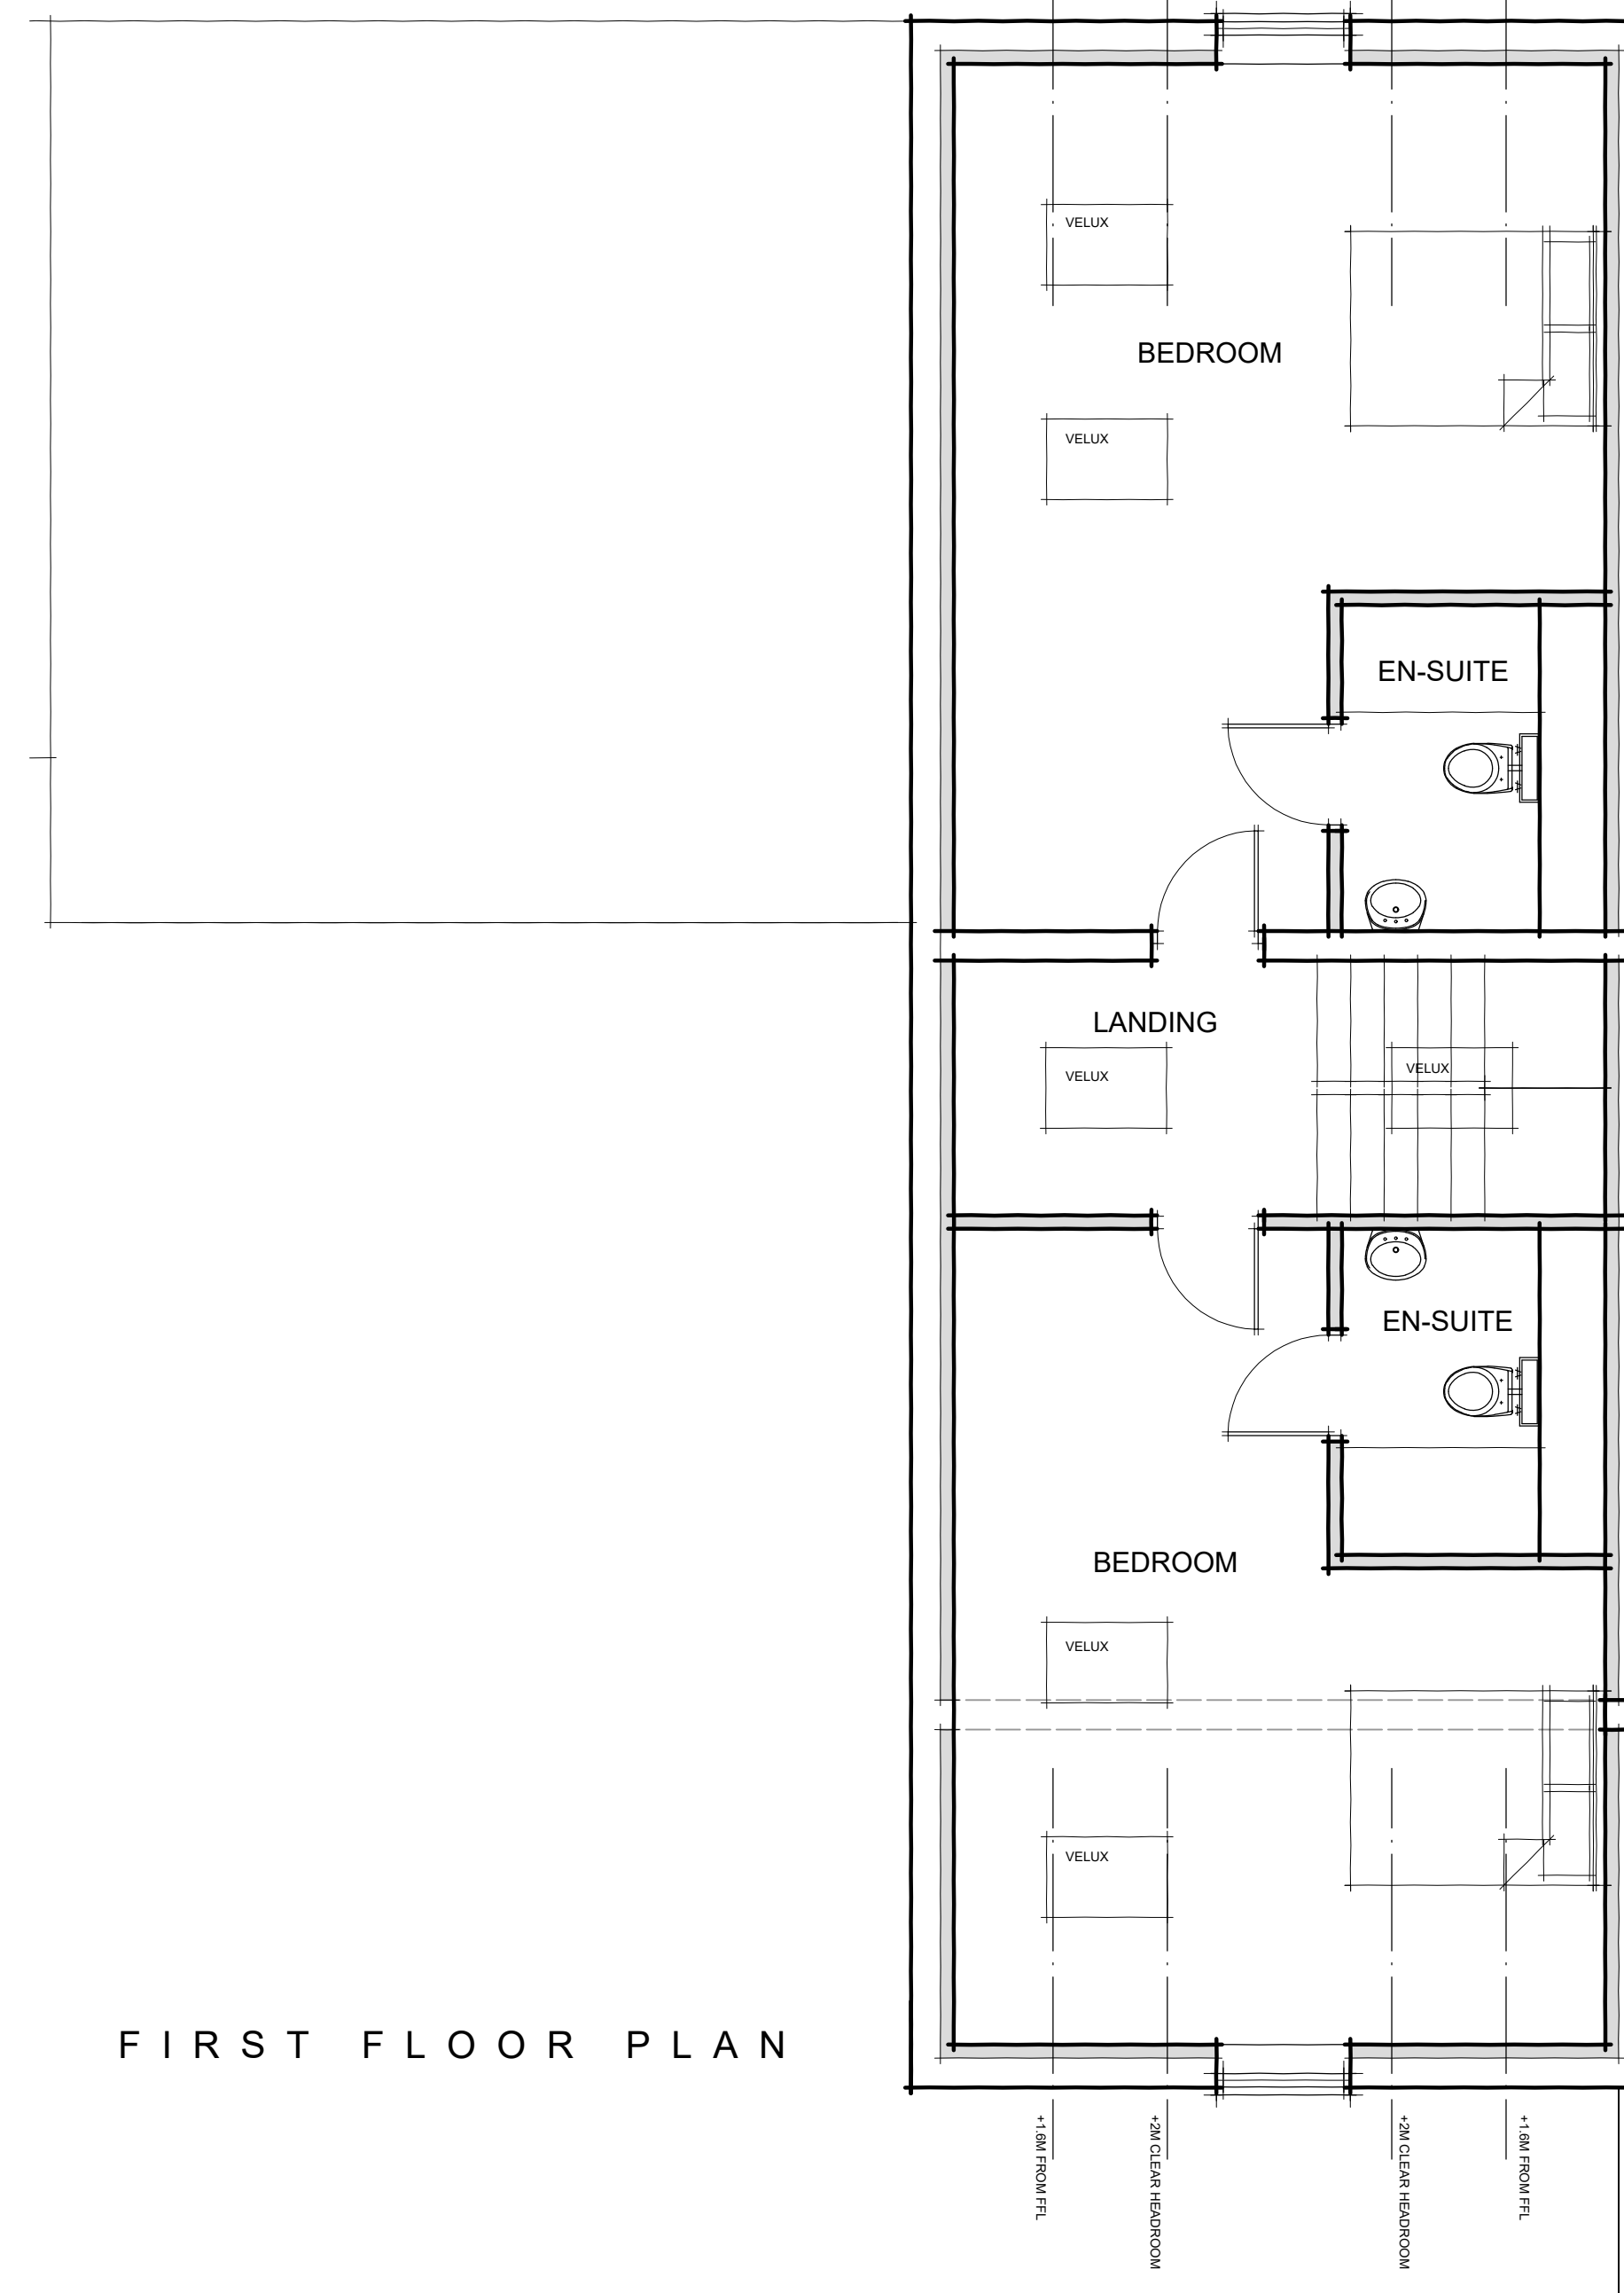 VELUX
BEDROOM
VELUX
EN-SUITE
LANDING
VELUX
VELUX
EN-SUITE
BEDROOM
VELUX
VELUX
FIRST FLOOR PLAN
+1.6M FROM FFL
+2M CLEAR HEADROOM
+2M CLEAR HEADROOM
+1.6M FROM FFL